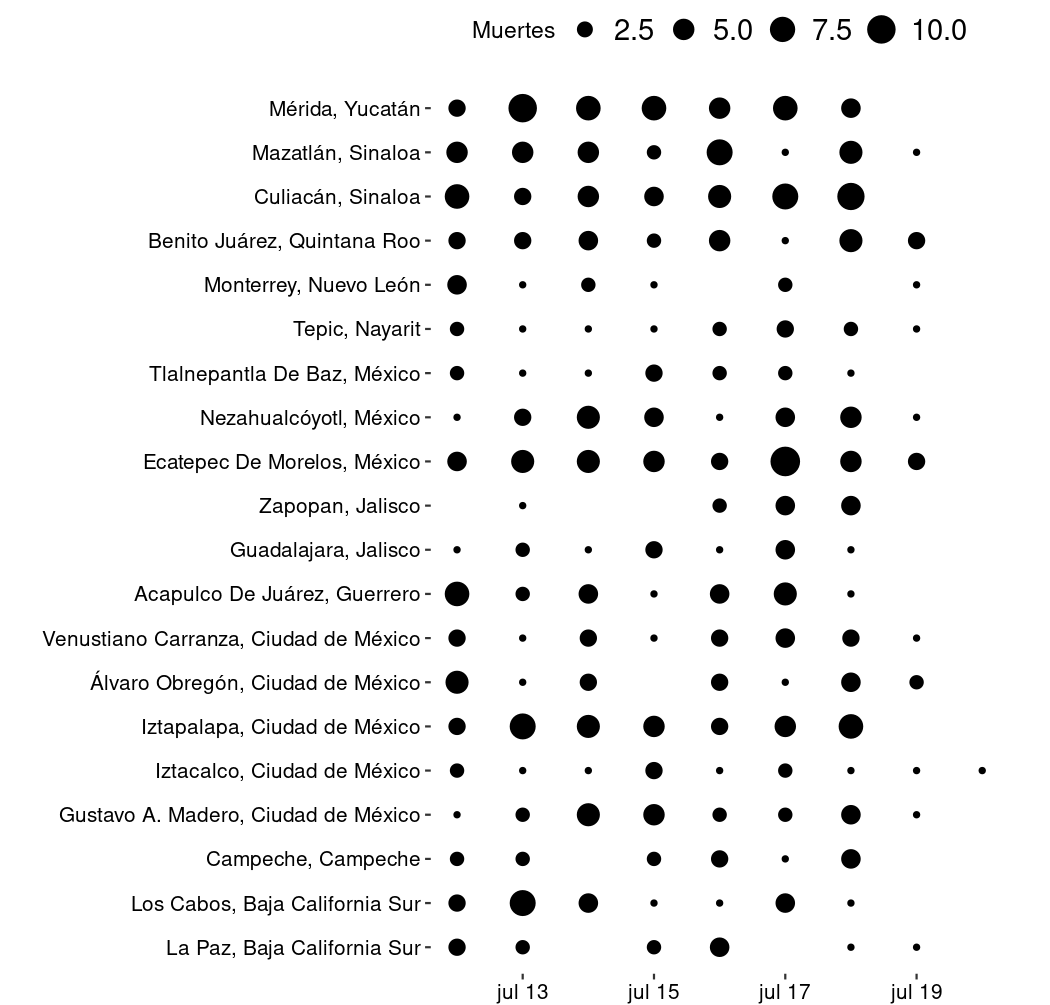 Muertes 2.5 5.0 7.5 10.0
Mérida, Yucatán
Mazatlán, Sinaloa
Culiacán, Sinaloa
Benito Juárez, Quintana Roo
Monterrey, Nuevo León
Tepic, Nayarit
Tlalnepantla De Baz, México
Nezahualcóyotl, México
Ecatepec De Morelos, México
Zapopan, Jalisco
Guadalajara, Jalisco
Acapulco De Juárez, Guerrero
Venustiano Carranza, Ciudad de México
Álvaro Obregón, Ciudad de México
Iztapalapa, Ciudad de México
Iztacalco, Ciudad de México
Gustavo A. Madero, Ciudad de México
Campeche, Campeche
Los Cabos, Baja California Sur
La Paz, Baja California Sur
jul 13 jul 15 jul 17 jul 19